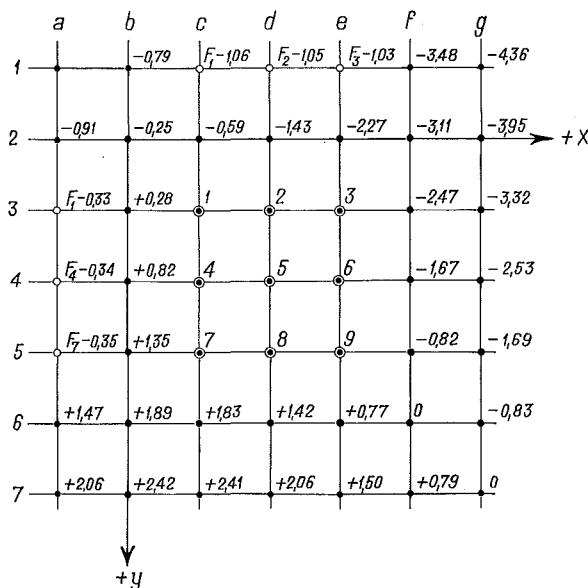 a b c d e f g
1 −0,79 F₁−1,06 F₂−1,05 F₃−1,03 −3,48 −4,36
2 −0,91 −0,25 −0,59 −1,43 −2,27 −3,11 −3,95 +x
3 F₁−0,33 +0,28 1 2 3 −2,47 −3,32
4 F₄−0,34 +0,82 4 5 6 −1,67 −2,53
5 F₇−0,35 +1,35 7 8 9 −0,82 −1,69
6 +1,47 +1,89 +1,83 +1,42 +0,77 0 −0,83
7 +2,06 +2,42 +2,41 +2,06 +1,50 +0,79 0
+y